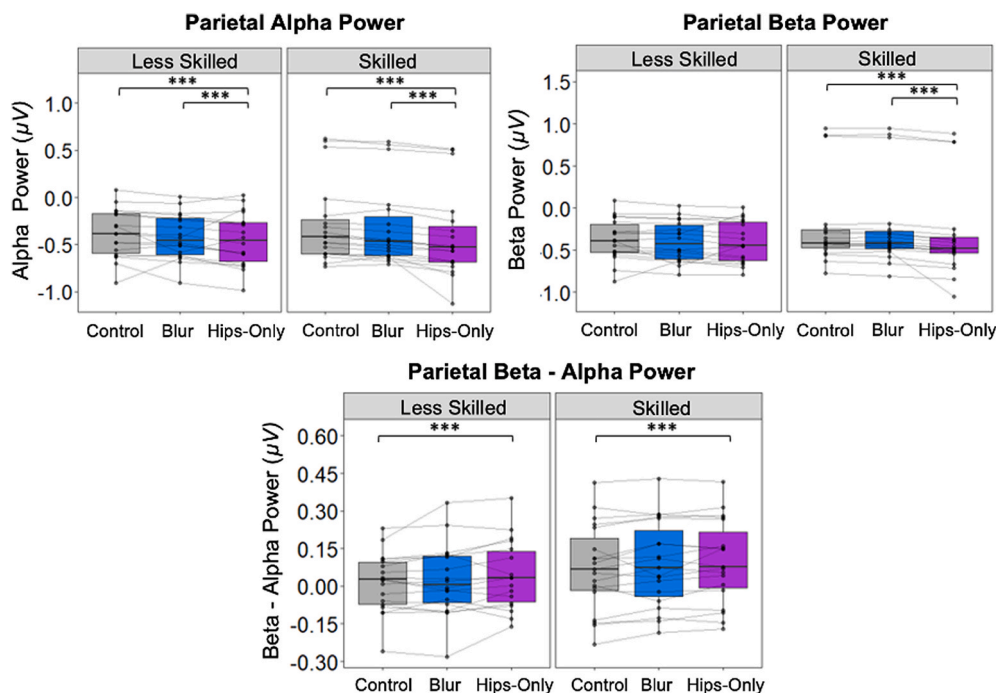 Parietal Alpha Power
Less Skilled Skilled
*** ***
*** ***
Alpha Power (µV)
1.0
0.5
0.0
-0.5
-1.0
Control Blur Hips-Only Control Blur Hips-Only
Parietal Beta Power
Less Skilled Skilled
***
***
Beta Power (µV)
1.5
1.0
0.5
0.0
-0.5
-1.0
Control Blur Hips-Only Control Blur Hips-Only
Parietal Beta - Alpha Power
Less Skilled Skilled
*** ***
Beta - Alpha Power (µV)
0.60
0.45
0.30
0.15
0.00
-0.15
-0.30
Control Blur Hips-Only Control Blur Hips-Only